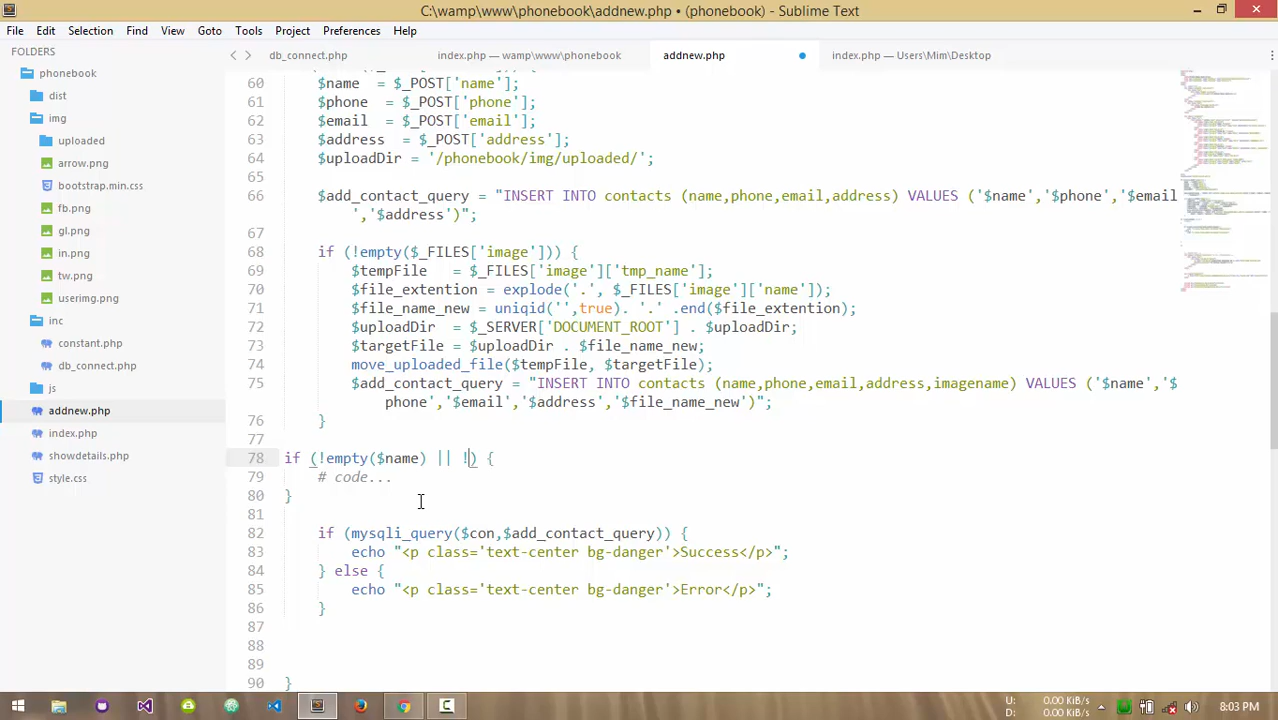 C:\wamp\www\phonebook\addnew.php • (phonebook) - Sublime Text
File Edit Selection Find View Goto Tools Project Preferences Help
FOLDERS
phonebook
dist
img
uploaded
arrow.png
bootstrap.min.css
fb.png
gl.png
in.png
tw.png
userimg.png
inc
constant.php
db_connect.php
js
addnew.php
index.php
showdetails.php
style.css
db_connect.php index.php — wamp\www\phonebook addnew.php index.php — Users\Mim\Desktop
60 $name = $_POST['name'];
61 $phone = $_POST['phone'];
62 $email = $_POST['email'];
63 $address = $_POST['address'];
64 $uploadDir = '/phonebook/img/uploaded/';
65
66 $add_contact_query = "INSERT INTO contacts (name,phone,email,address) VALUES ('$name','$phone','$email
','$address')";
67
68 if (!empty($_FILES['image'])) {
69 $tempFile = $_FILES['image']['tmp_name'];
70 $file_extention = explode('.', $_FILES['image']['name']);
71 $file_name_new = uniqid('',true). '.' .end($file_extention);
72 $uploadDir = $_SERVER['DOCUMENT_ROOT'] . $uploadDir;
73 $targetFile = $uploadDir . $file_name_new;
74 move_uploaded_file($tempFile, $targetFile);
75 $add_contact_query = "INSERT INTO contacts (name,phone,email,address,imagename) VALUES ('$name','$
phone','$email','$address','$file_name_new')";
76 }
77
78 if (!empty($name) || !) {
79 # code...
80 }
81
82 if (mysqli_query($con,$add_contact_query)) {
83 echo "<p class='text-center bg-danger'>Success</p>";
84 } else {
85 echo "<p class='text-center bg-danger'>Error</p>";
86 }
87
88
89
90 }
U: 0.00 KiB/s
D: 0.00 KiB/s
8:03 PM